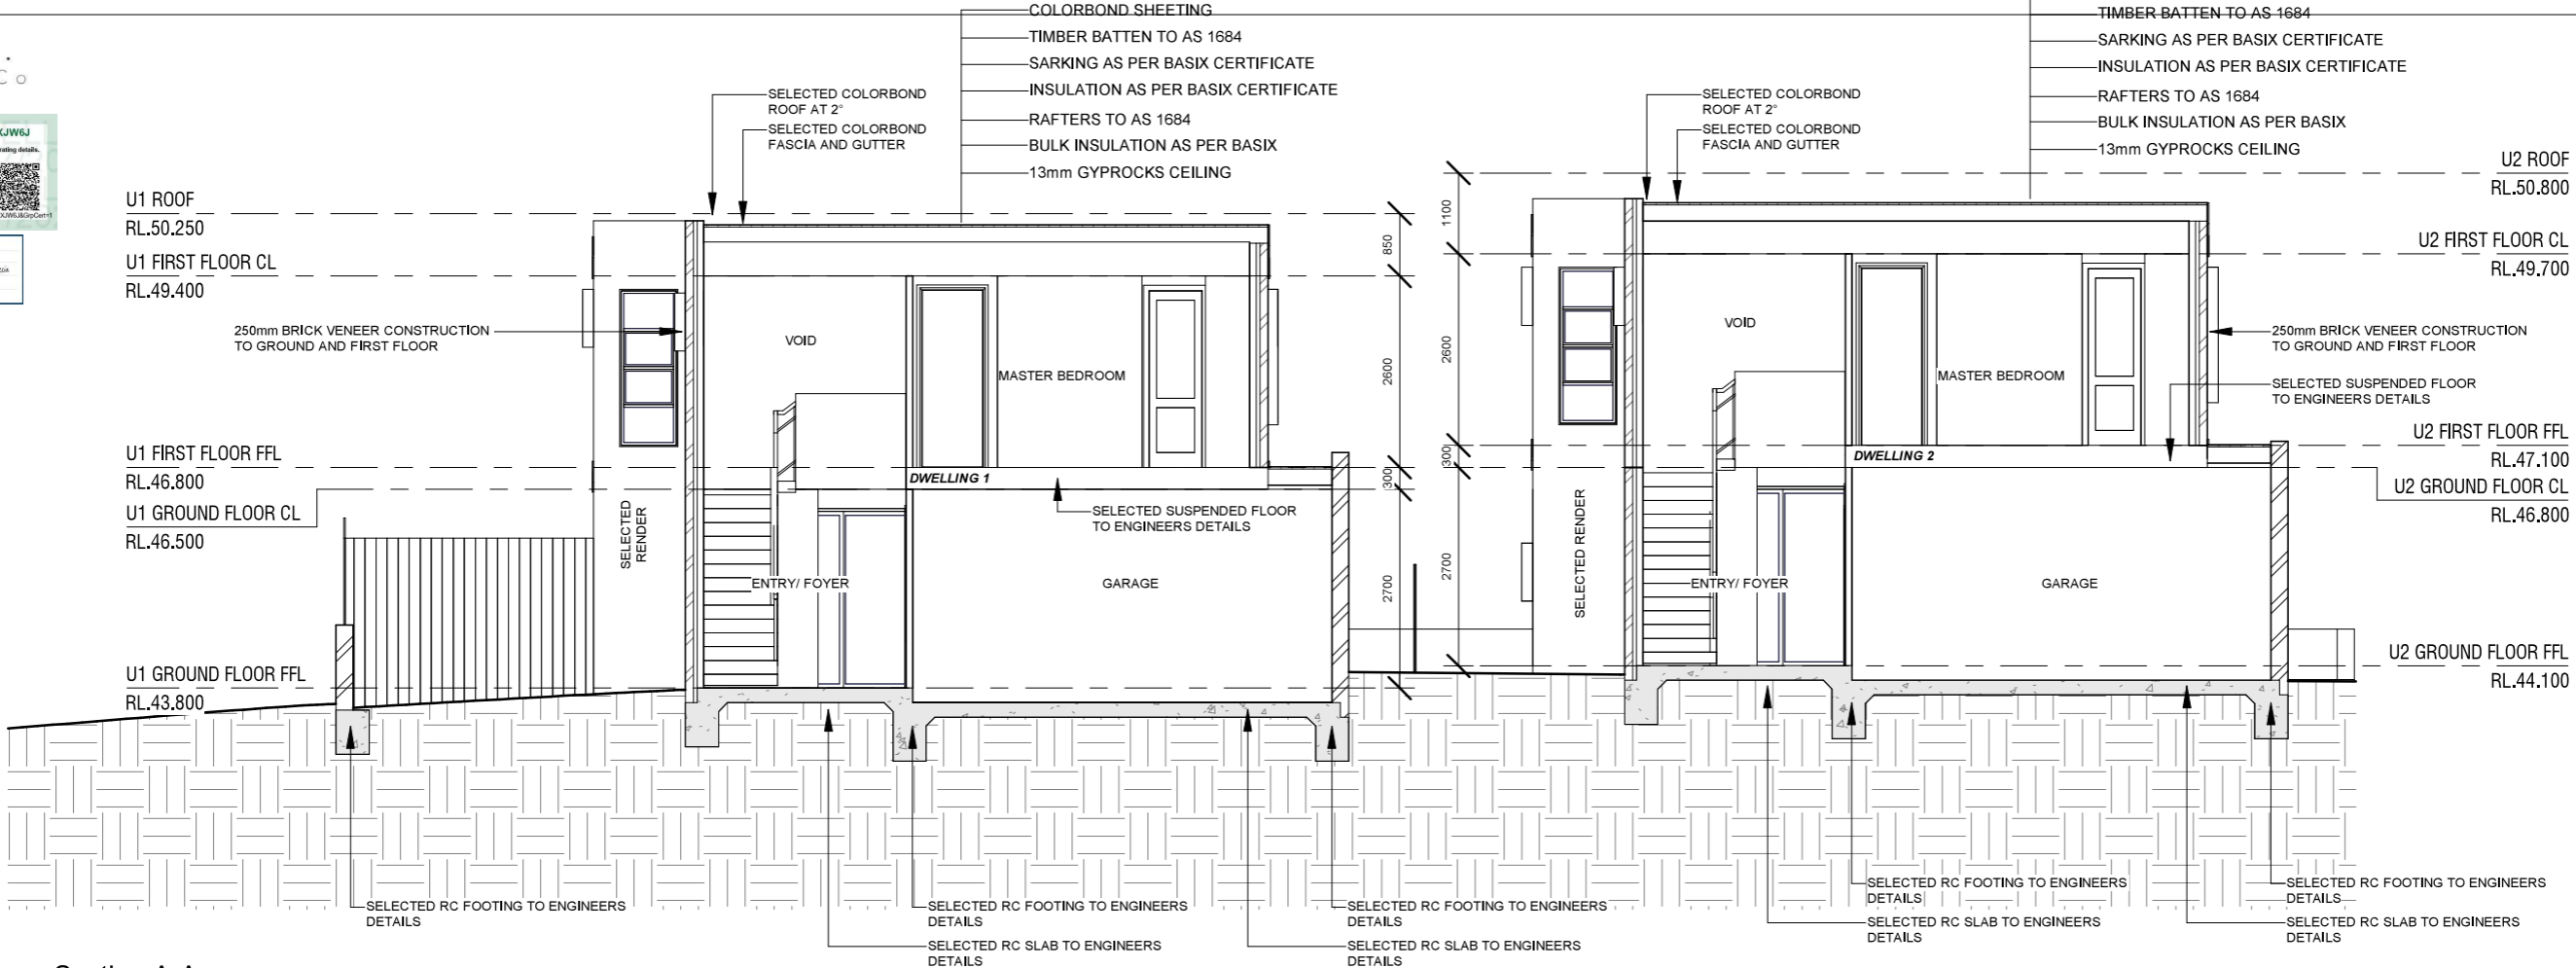 COLORBOND SHEETING
TIMBER BATTEN TO AS 1684
SARKING AS PER BASIX CERTIFICATE
INSULATION AS PER BASIX CERTIFICATE
RAFTERS TO AS 1684
BULK INSULATION AS PER BASIX
13mm GYPROCKS CEILING
TIMBER BATTEN TO AS 1684
SARKING AS PER BASIX CERTIFICATE
INSULATION AS PER BASIX CERTIFICATE
RAFTERS TO AS 1684
BULK INSULATION AS PER BASIX
13mm GYPROCKS CEILING
Co
XJW6J
rating details.
SELECTED COLORBOND
ROOF AT 2°
SELECTED COLORBOND
FASCIA AND GUTTER
SELECTED COLORBOND
ROOF AT 2°
SELECTED COLORBOND
FASCIA AND GUTTER
U1 ROOF
RL.50.250
U1 FIRST FLOOR CL
RL.49.400
250mm BRICK VENEER CONSTRUCTION
TO GROUND AND FIRST FLOOR
U1 FIRST FLOOR FFL
RL.46.800
U1 GROUND FLOOR CL
RL.46.500
U1 GROUND FLOOR FFL
RL.43.800
SELECTED
RENDER
VOID
MASTER BEDROOM
DWELLING 1
SELECTED SUSPENDED FLOOR
TO ENGINEERS DETAILS
ENTRY/ FOYER
GARAGE
850
2600
300
2700
1100
2600
300
2700
SELECTED RENDER
VOID
MASTER BEDROOM
DWELLING 2
ENTRY/ FOYER
GARAGE
U2 ROOF
RL.50.800
U2 FIRST FLOOR CL
RL.49.700
250mm BRICK VENEER CONSTRUCTION
TO GROUND AND FIRST FLOOR
SELECTED SUSPENDED FLOOR
TO ENGINEERS DETAILS
U2 FIRST FLOOR FFL
RL.47.100
U2 GROUND FLOOR CL
RL.46.800
U2 GROUND FLOOR FFL
RL.44.100
SELECTED RC FOOTING TO ENGINEERS
DETAILS
SELECTED RC FOOTING TO ENGINEERS
DETAILS
SELECTED RC SLAB TO ENGINEERS
DETAILS
SELECTED RC FOOTING TO ENGINEERS
DETAILS
SELECTED RC SLAB TO ENGINEERS
DETAILS
SELECTED RC FOOTING TO ENGINEERS
DETAILS
SELECTED RC SLAB TO ENGINEERS
DETAILS
SELECTED RC FOOTING TO ENGINEERS
DETAILS
SELECTED RC SLAB TO ENGINEERS
DETAILS